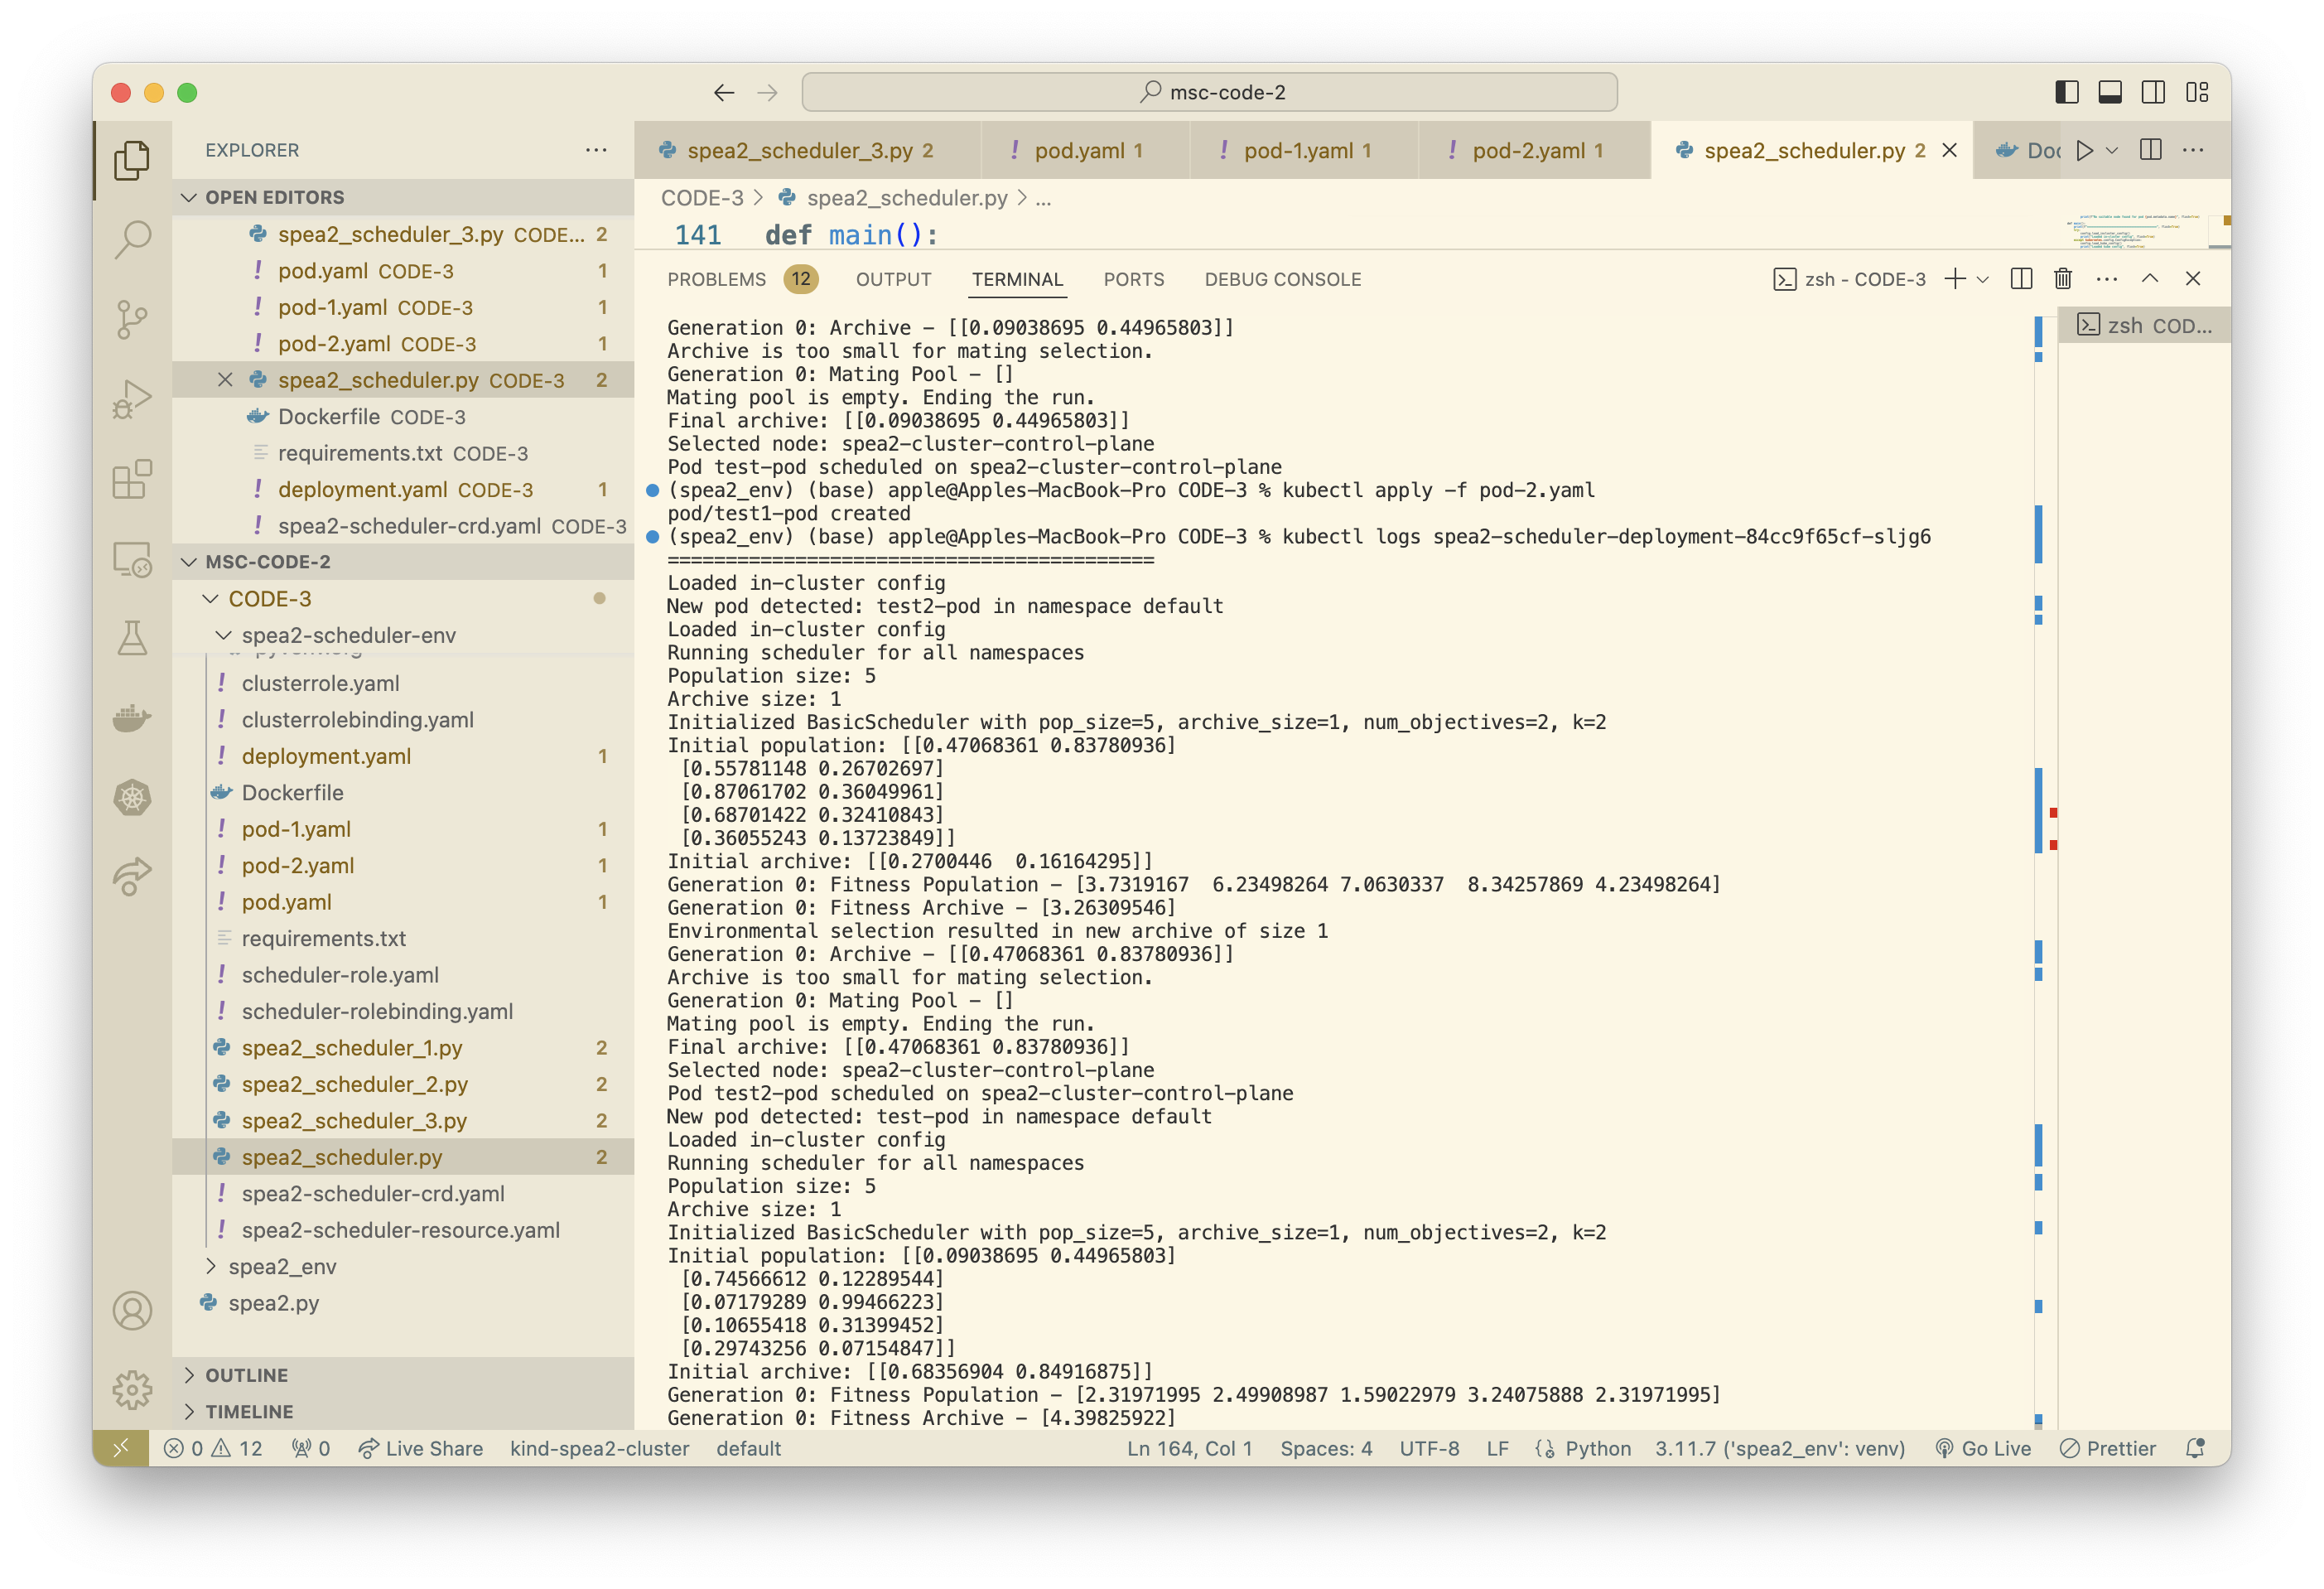 msc-code-2
EXPLORER
OPEN EDITORS
spea2_scheduler_3.py CODE... 2
pod.yaml CODE-3 1
pod-1.yaml CODE-3 1
pod-2.yaml CODE-3 1
spea2_scheduler.py CODE-3 2
Dockerfile CODE-3
requirements.txt CODE-3
deployment.yaml CODE-3 1
spea2-scheduler-crd.yaml CODE-3
MSC-CODE-2
CODE-3
spea2-scheduler-env
clusterrole.yaml
clusterrolebinding.yaml
deployment.yaml 1
Dockerfile
pod-1.yaml 1
pod-2.yaml 1
pod.yaml 1
requirements.txt
scheduler-role.yaml
scheduler-rolebinding.yaml
spea2_scheduler_1.py 2
spea2_scheduler_2.py 2
spea2_scheduler_3.py 2
spea2_scheduler.py 2
spea2-scheduler-crd.yaml
spea2-scheduler-resource.yaml
spea2_env
spea2.py
OUTLINE
TIMELINE
spea2_scheduler_3.py 2 pod.yaml 1 pod-1.yaml 1 pod-2.yaml 1 spea2_scheduler.py 2 Doc
CODE-3 > spea2_scheduler.py > ...
141 def main():
PROBLEMS 12 OUTPUT TERMINAL PORTS DEBUG CONSOLE zsh - CODE-3
zsh COD...
Generation 0: Archive – [[0.09038695 0.44965803]]
Archive is too small for mating selection.
Generation 0: Mating Pool – []
Mating pool is empty. Ending the run.
Final archive: [[0.09038695 0.44965803]]
Selected node: spea2-cluster-control-plane
Pod test-pod scheduled on spea2-cluster-control-plane
(spea2_env) (base) apple@Apples-MacBook-Pro CODE-3 % kubectl apply -f pod-2.yaml
pod/test1-pod created
(spea2_env) (base) apple@Apples-MacBook-Pro CODE-3 % kubectl logs spea2-scheduler-deployment-84cc9f65cf-sljg6
==========================================
Loaded in-cluster config
New pod detected: test2-pod in namespace default
Loaded in-cluster config
Running scheduler for all namespaces
Population size: 5
Archive size: 1
Initialized BasicScheduler with pop_size=5, archive_size=1, num_objectives=2, k=2
Initial population: [[0.47068361 0.83780936]
[0.55781148 0.26702697]
[0.87061702 0.36049961]
[0.68701422 0.32410843]
[0.36055243 0.13723849]]
Initial archive: [[0.2700446  0.16164295]]
Generation 0: Fitness Population – [3.7319167  6.23498264 7.0630337  8.34257869 4.23498264]
Generation 0: Fitness Archive – [3.26309546]
Environmental selection resulted in new archive of size 1
Generation 0: Archive – [[0.47068361 0.83780936]]
Archive is too small for mating selection.
Generation 0: Mating Pool – []
Mating pool is empty. Ending the run.
Final archive: [[0.47068361 0.83780936]]
Selected node: spea2-cluster-control-plane
Pod test2-pod scheduled on spea2-cluster-control-plane
New pod detected: test-pod in namespace default
Loaded in-cluster config
Running scheduler for all namespaces
Population size: 5
Archive size: 1
Initialized BasicScheduler with pop_size=5, archive_size=1, num_objectives=2, k=2
Initial population: [[0.09038695 0.44965803]
[0.74566612 0.12289544]
[0.07179289 0.99466223]
[0.10655418 0.31399452]
[0.29743256 0.07154847]]
Initial archive: [[0.68356904 0.84916875]]
Generation 0: Fitness Population – [2.31971995 2.49908987 1.59022979 3.24075888 2.31971995]
Generation 0: Fitness Archive – [4.39825922]
0 12 0 Live Share kind-spea2-cluster default Ln 164, Col 1 Spaces: 4 UTF-8 LF Python 3.11.7 ('spea2_env': venv) Go Live Prettier